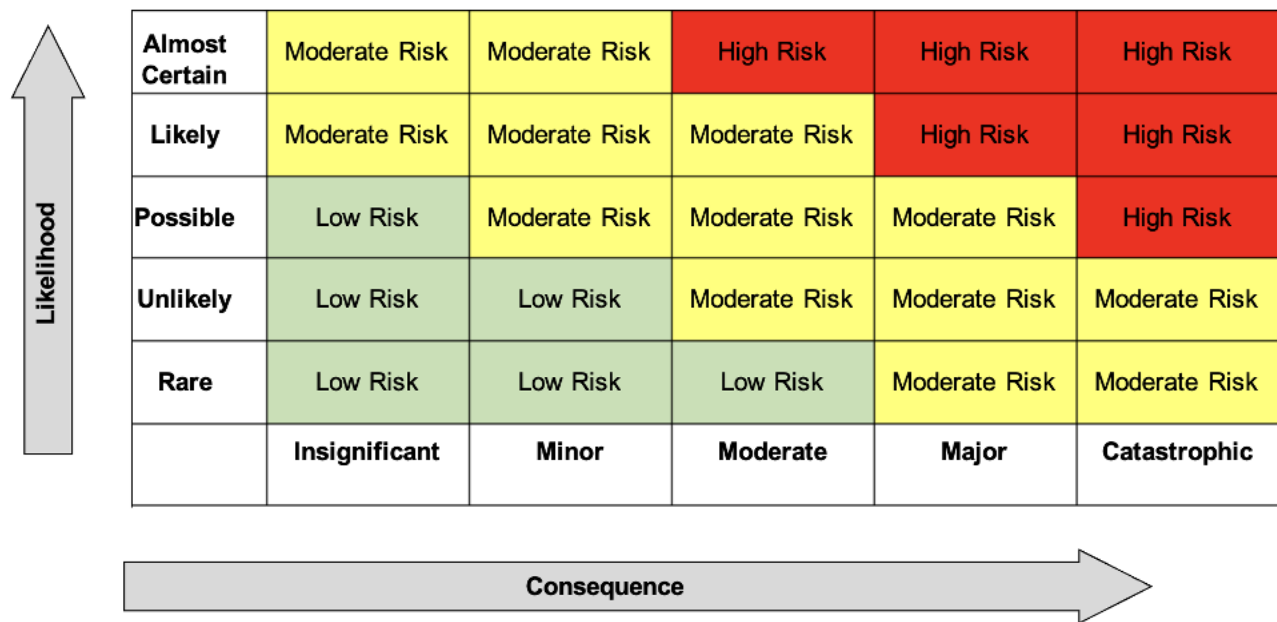 Almost
Certain
Moderate Risk
Moderate Risk
High Risk
High Risk
High Risk
Likely
Moderate Risk
Moderate Risk
Moderate Risk
High Risk
High Risk
Possible
Low Risk
Moderate Risk
Moderate Risk
Moderate Risk
High Risk
Unlikely
Low Risk
Low Risk
Moderate Risk
Moderate Risk
Moderate Risk
Rare
Low Risk
Low Risk
Low Risk
Moderate Risk
Moderate Risk
Insignificant
Minor
Moderate
Major
Catastrophic
Likelihood
Consequence